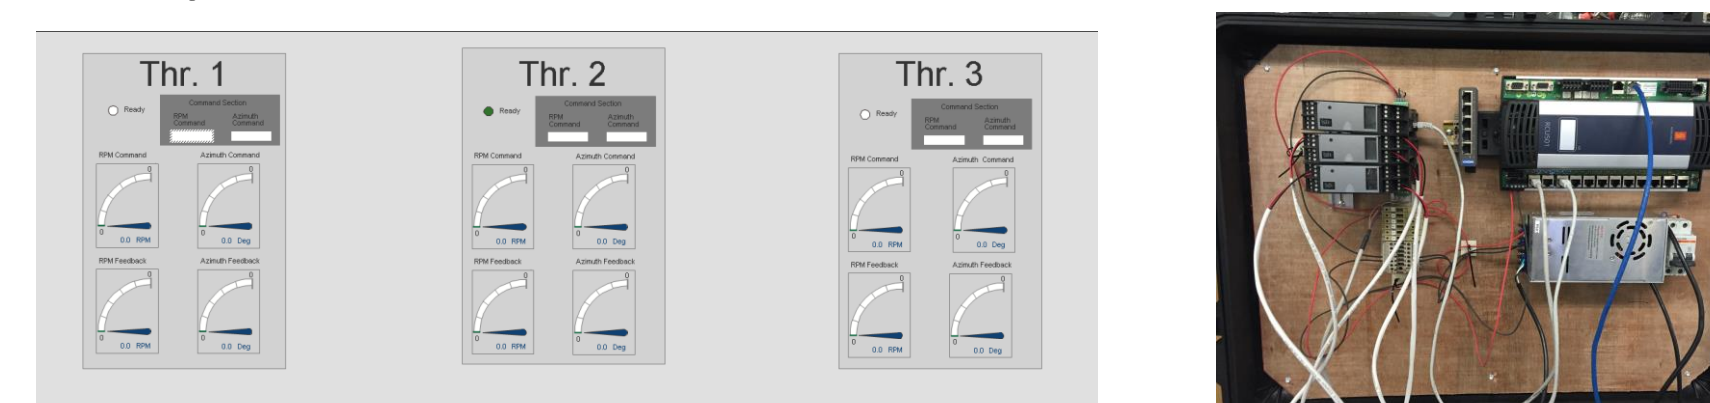 Thr. 1
Ready
Command Section
RPM Command
Azimuth Command
RPM Command
Azimuth Command
0
0
0
0
0.0 RPM
0.0 Deg
RPM Feedback
Azimuth Feedback
0
0
0
0
0.0 RPM
0.0 Deg
Thr. 2
Ready
Command Section
RPM Command
Azimuth Command
RPM Command
Azimuth Command
0
0
0
0
0.0 RPM
0.0 Deg
RPM Feedback
Azimuth Feedback
0
0
0
0
0.0 RPM
0.0 Deg
Thr. 3
Ready
Command Section
RPM Command
Azimuth Command
RPM Command
Azimuth Command
0
0
0
0
0.0 RPM
0.0 Deg
RPM Feedback
Azimuth Feedback
0
0
0
0
0.0 RPM
0.0 Deg
RCU501